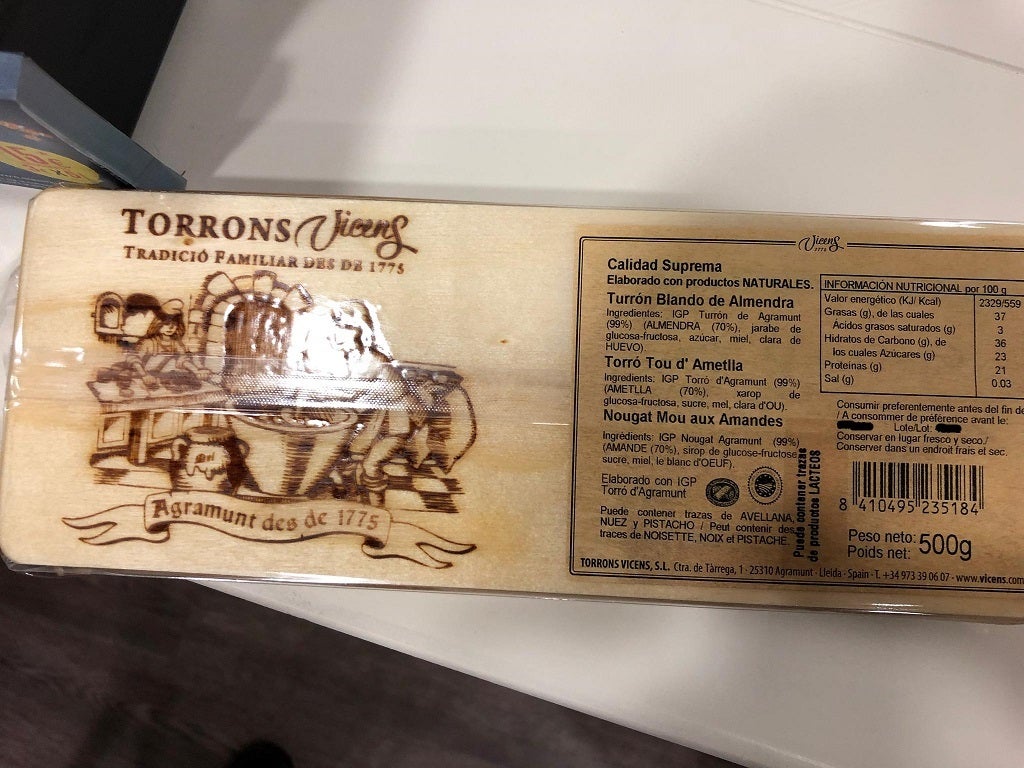 TORRONS Vicens
TRADICIÓ FAMILIAR DES DE 1775
Agramunt des de 1775
Vicens
1775
Calidad Suprema
Elaborado con productos NATURALES.
Turrón Blando de Almendra
Ingredientes: IGP Turrón de Agramunt
(99%) (ALMENDRA (70%), jarabe de
glucosa-fructosa, azúcar, miel, clara de
HUEVO)
Torró Tou d' Ametlla
Ingredients: IGP Torró d'Agramunt (99%)
(AMETLLA (70%), xarop de
glucosa-fructosa, sucre, mel, clara d'OU).
Nougat Mou aux Amandes
Ingrédients: IGP Nougat Agramunt (99%)
(AMANDE (70%), sirop de glucose-fructose
sucre, miel, le blanc d'OEUF).
Elaborado con IGP
Torró d'Agramunt
Puede contener trazas de AVELLANA,
NUEZ y PISTACHO / Peut contenir des
traces de NOISETTE, NOIX et PISTACHE.
Puede contener trazas
de productos LACTEOS
INFORMACIÓN NUTRICIONAL por 100 g
Valor energético (KJ/ Kcal) 2329/559
Grasas (g), de las cuales 37
Ácidos grasos saturados (g) 3
Hidratos de Carbono (g), de 36
los cuales Azúcares (g) 23
Proteínas (g) 21
Sal (g) 0.03
Consumir preferentemente antes del fin de
/ A consommer de préférence avant le:
Lote/Lot:
Conservar en lugar fresco y seco./
Conserver dans un endroit frais et sec.
8 410495 235184
Peso neto: 500g
Poids net:
TORRONS VICENS, S.L. Ctra. de Tàrrega, 1 - 25310 Agramunt - Lleida - Spain - T. +34 973 39 06 07 - www.vicens.com